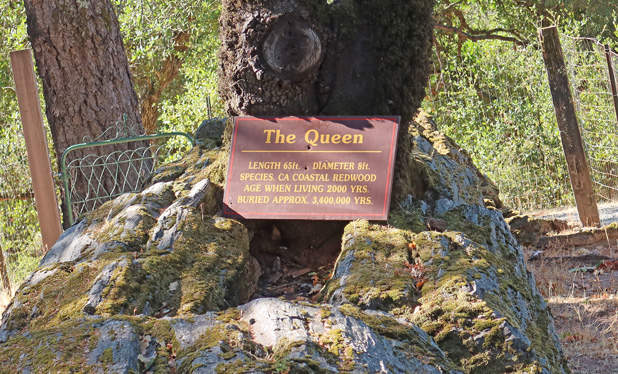 The Queen
LENGTH 65ft. DIAMETER 8ft.
SPECIES, CA COASTAL REDWOOD
AGE WHEN LIVING 2000 YRS.
BURIED APPROX. 3,400,000 YRS.